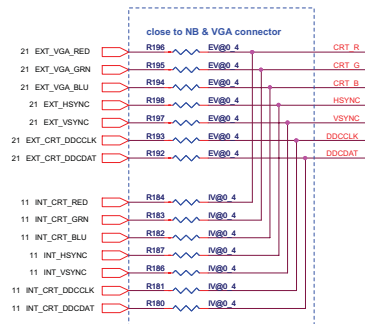 close to NB & VGA connector
21 EXT_VGA_RED R196 EV@0_4 CRT_R
21 EXT_VGA_GRN R195 EV@0_4 CRT_G
21 EXT_VGA_BLU R194 EV@0_4 CRT_B
21 EXT_HSYNC R198 EV@0_4 HSYNC
21 EXT_VSYNC R197 EV@0_4 VSYNC
21 EXT_CRT_DDCCLK R193 EV@0_4 DDCCLK
21 EXT_CRT_DDCDAT R192 EV@0_4 DDCDAT
11 INT_CRT_RED R184 IV@0_4
11 INT_CRT_GRN R183 IV@0_4
11 INT_CRT_BLU R182 IV@0_4
11 INT_HSYNC R187 IV@0_4
11 INT_VSYNC R186 IV@0_4
11 INT_CRT_DDCCLK R181 IV@0_4
11 INT_CRT_DDCDAT R180 IV@0_4